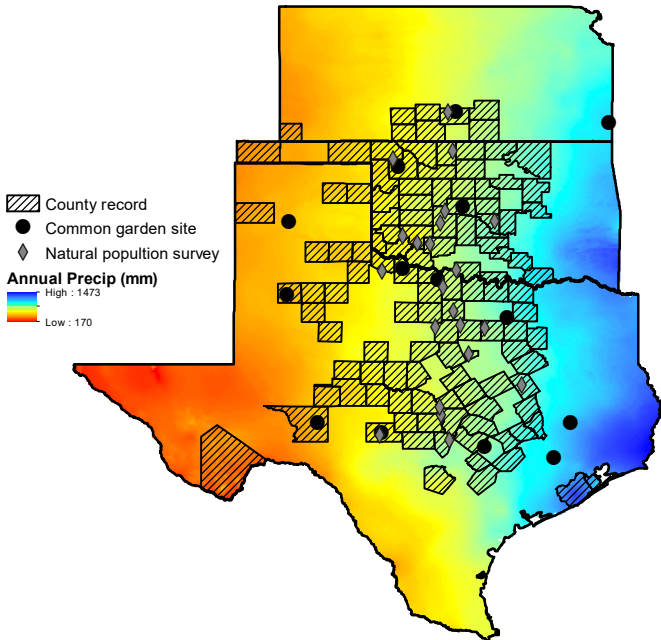 County record
Common garden site
Natural popultion survey
Annual Precip (mm)
High : 1473
Low : 170